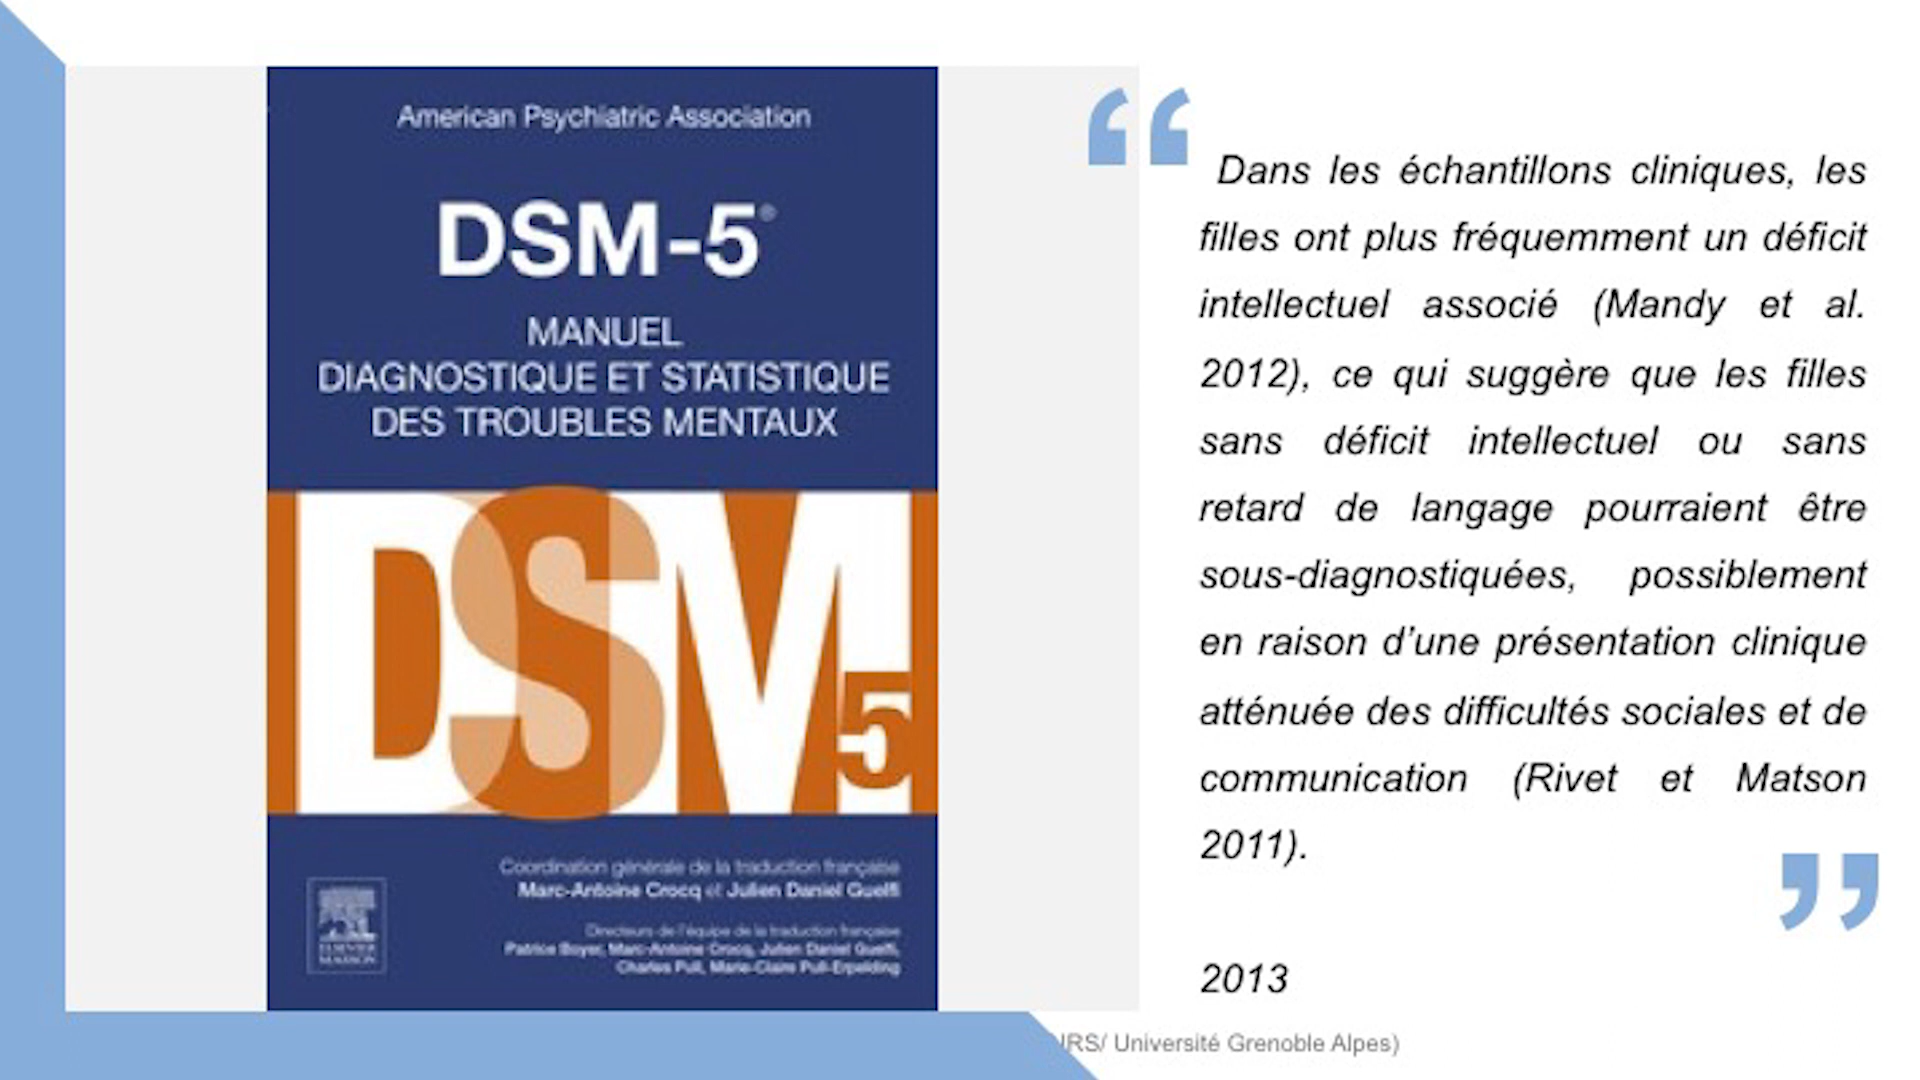 American Psychiatric Association
DSM-5®
MANUEL
DIAGNOSTIQUE ET STATISTIQUE
DES TROUBLES MENTAUX
DSM5
Coordination générale de la traduction française
Marc-Antoine Crocq et Julien Daniel Guelfi
Directeurs de l'équipe de la traduction française
Patrice Boyer, Marc-Antoine Crocq, Julien Daniel Guelfi,
Charles Pull, Marie-Claire Pull-Erpelding
ELSEVIER
MASSON
“
Dans les échantillons cliniques, les
filles ont plus fréquemment un déficit
intellectuel associé (Mandy et al.
2012), ce qui suggère que les filles
sans déficit intellectuel ou sans
retard de langage pourraient être
sous-diagnostiquées, possiblement
en raison d’une présentation clinique
atténuée des difficultés sociales et de
communication (Rivet et Matson
2011).
”
2013
RS/ Université Grenoble Alpes)